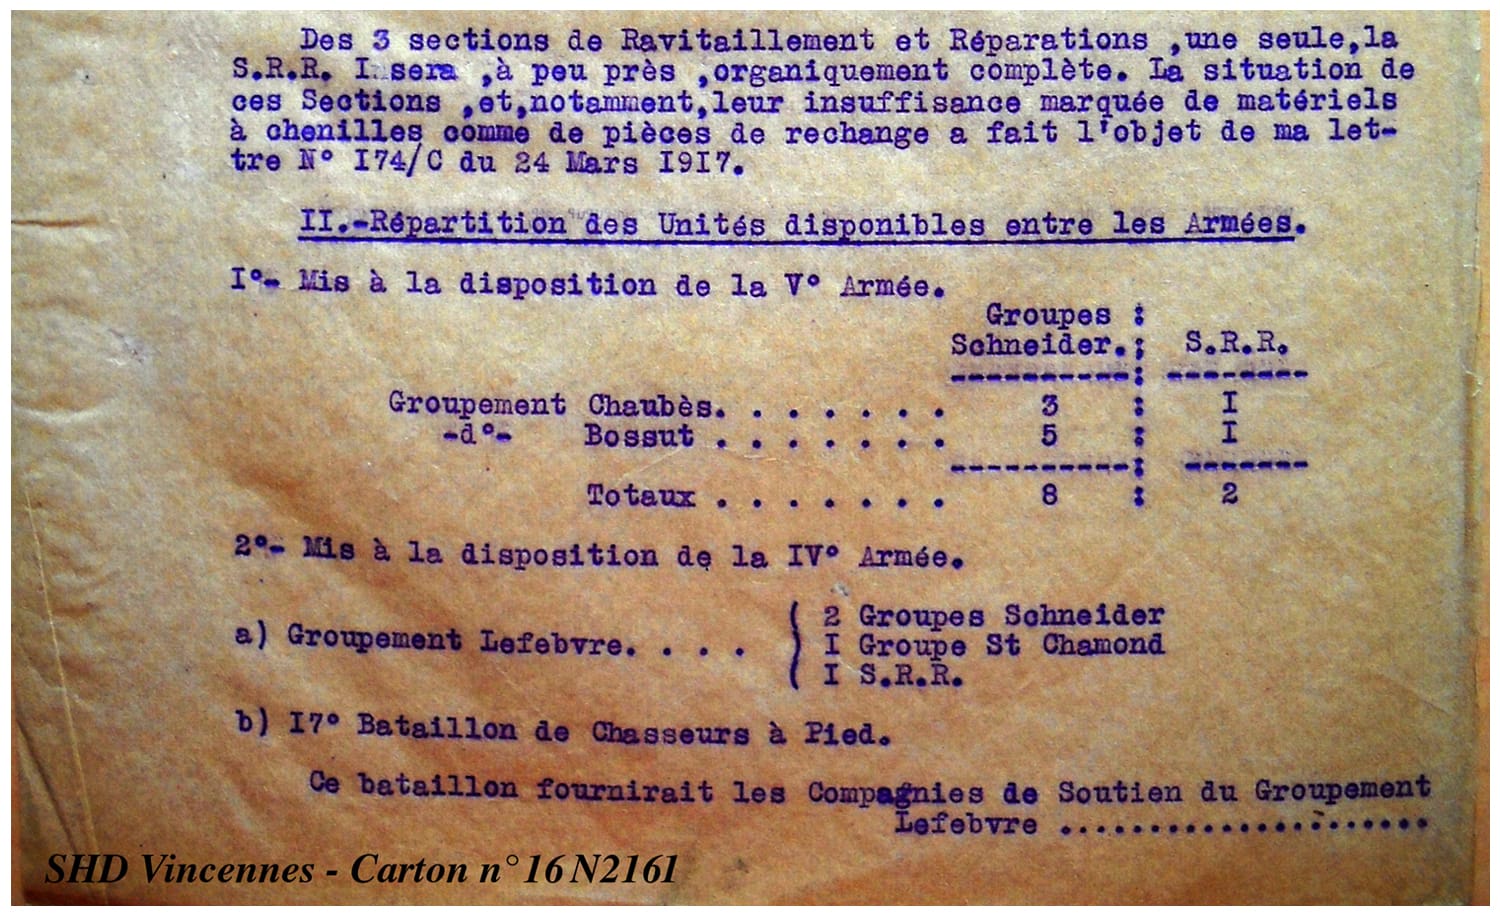 Des 3 sections de Ravitaillement et Réparations ,une seule,la
S.R.R. I sera ,à peu près ,organiquement complète. La situation de
ces Sections ,et,notamment,leur insuffisance marquée de matériels
à chenilles comme de pièces de rechange a fait l'objet de ma let-
tre N° I74/C du 24 Mars I9I7.
II.-Répartition des Unités disponibles entre les Armées.
I°- Mis à la disposition de la V° Armée.
Groupes :
Schneider.: S.R.R.
----------: --------
Groupement Chaubès. . . . . . . 3 : I
-d°- Bossut . . . . . . . 5 : I
----------: -------
Totaux . . . . . . . 8 : 2
2°- Mis à la disposition de la IV° Armée.
2 Groupes Schneider
a) Groupement Lefebvre. . . . { I Groupe St Chamond
I S.R.R.
b) I7° Bataillon de Chasseurs à Pied.
Ce bataillon fournirait les Compagnies de Soutien du Groupement
Lefebvre .....................
SHD Vincennes - Carton n° 16 N2161